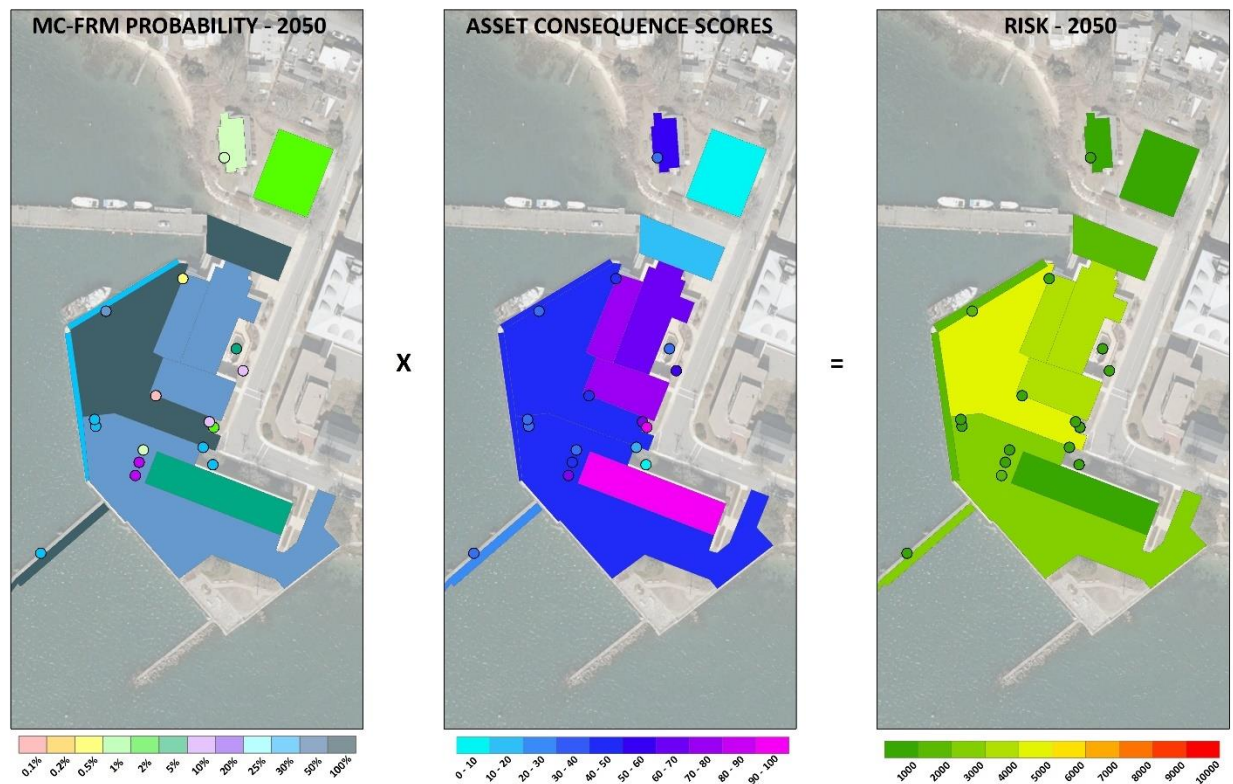 MC-FRM PROBABILITY - 2050
ASSET CONSEQUENCE SCORES
RISK - 2050
X
=
0.1%
0.2%
0.5%
1%
2%
5%
10%
20%
25%
30%
50%
100%
0 - 10
10 - 20
20 - 30
30 - 40
40 - 50
50 - 60
60 - 70
70 - 80
80 - 90
90 - 100
1000
2000
3000
4000
5000
6000
7000
8000
9000
10000